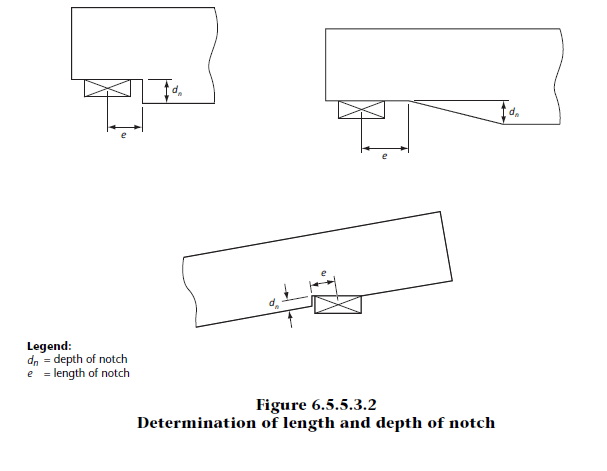 dn
e
dn
e
e
dn
Legend:
dn = depth of notch
e = length of notch
Figure 6.5.5.3.2
Determination of length and depth of notch